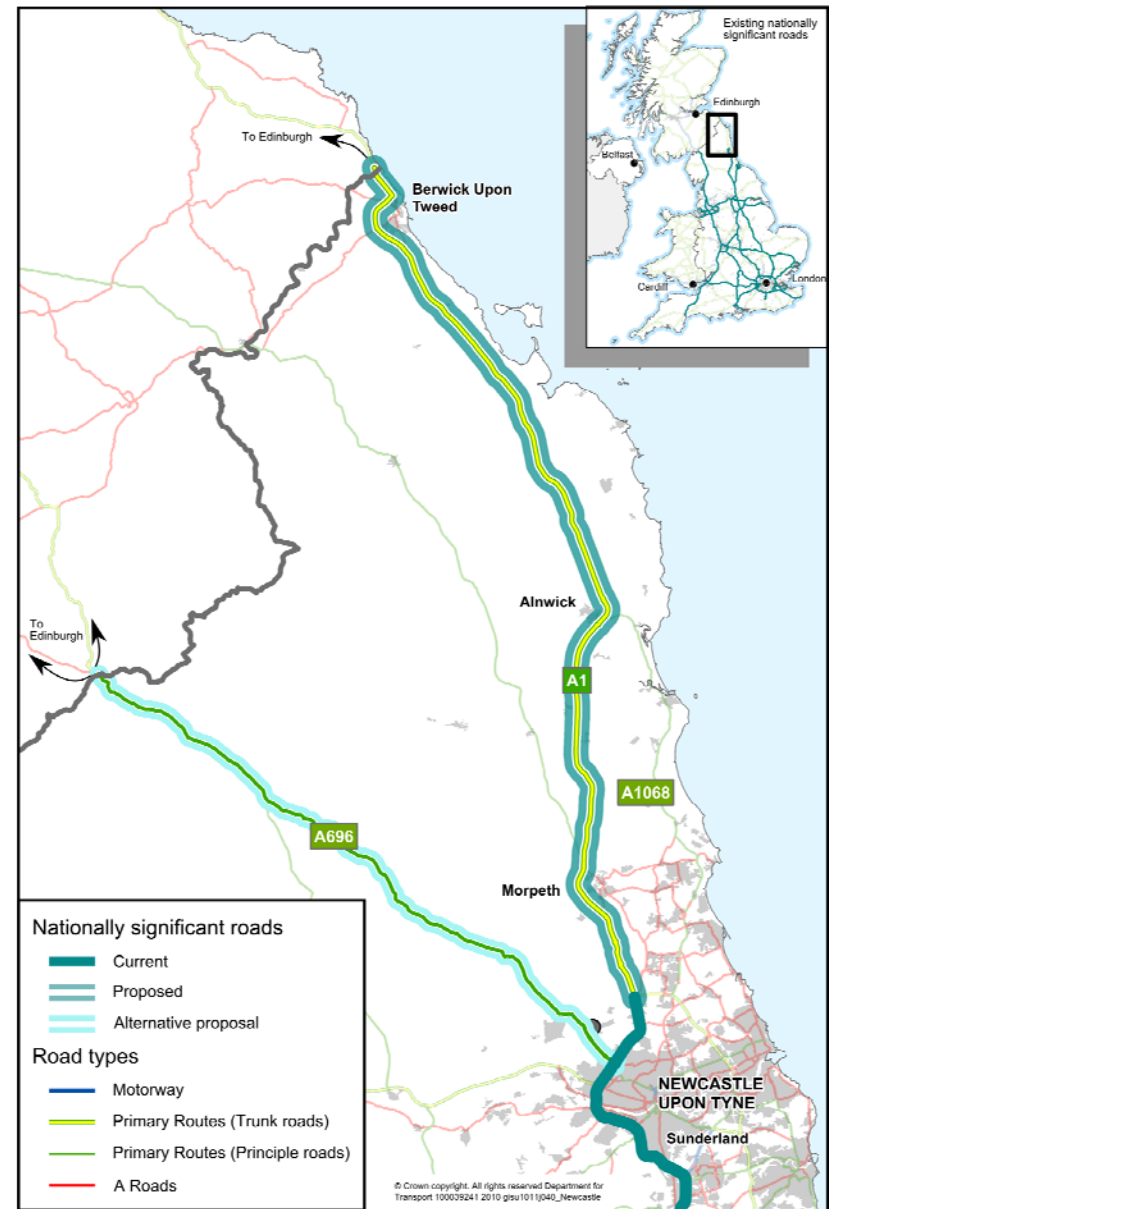 Existing nationally
significant roads
Edinburgh
Belfast
Cardiff
London
To Edinburgh
Berwick Upon
Tweed
Alnwick
To
Edinburgh
A1
A1068
A696
Morpeth
Nationally significant roads
Current
Proposed
Alternative proposal
Road types
Motorway
Primary Routes (Trunk roads)
Primary Routes (Principle roads)
A Roads
NEWCASTLE
UPON TYNE
Sunderland
© Crown copyright. All rights reserved Department for
Transport 100039241 2010 gisu1011j040_Newcastle